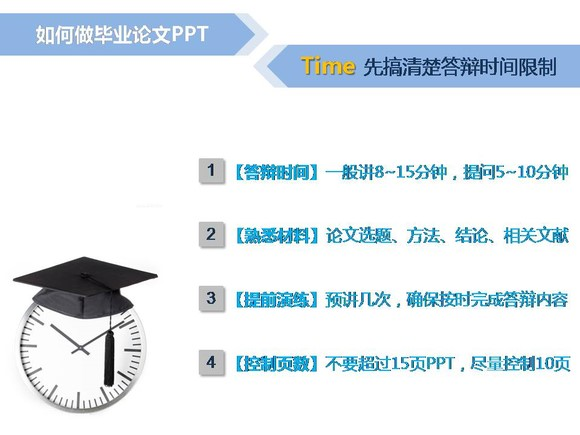 如何做毕业论文PPT
Time 先搞清楚答辩时间限制
1 【答辩时间】一般讲8~15分钟，提问5~10分钟
2 【熟悉材料】论文选题、方法、结论、相关文献
3 【提前演练】预讲几次，确保按时完成答辩内容
4 【控制页数】不要超过15页PPT，尽量控制10页